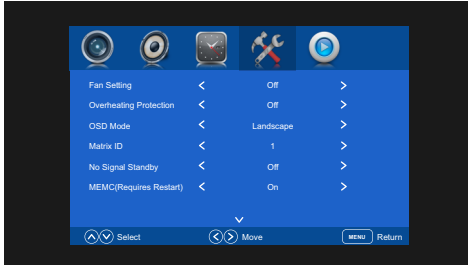 Fan Setting Off
Overheating Protection Off
OSD Mode Landscape
Matrix ID 1
No Signal Standby Off
MEMC(Requires Restart) On
Select Move MENU Return